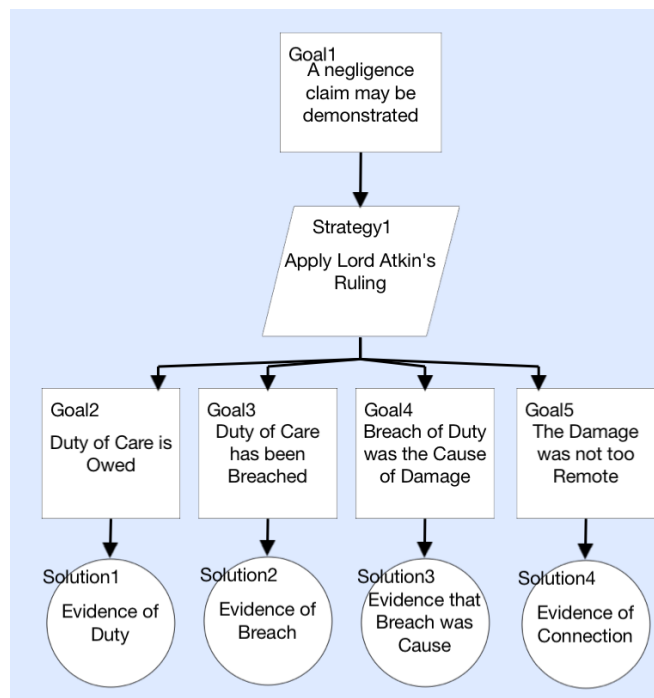 Goal1
A negligence
claim may be
demonstrated
Strategy1
Apply Lord Atkin's
Ruling
Goal2
Duty of Care is
Owed
Goal3
Duty of Care
has been
Breached
Goal4
Breach of Duty
was the Cause
of Damage
Goal5
The Damage
was not too
Remote
Solution1
Evidence of
Duty
Solution2
Evidence of
Breach
Solution3
Evidence that
Breach was
Cause
Solution4
Evidence of
Connection